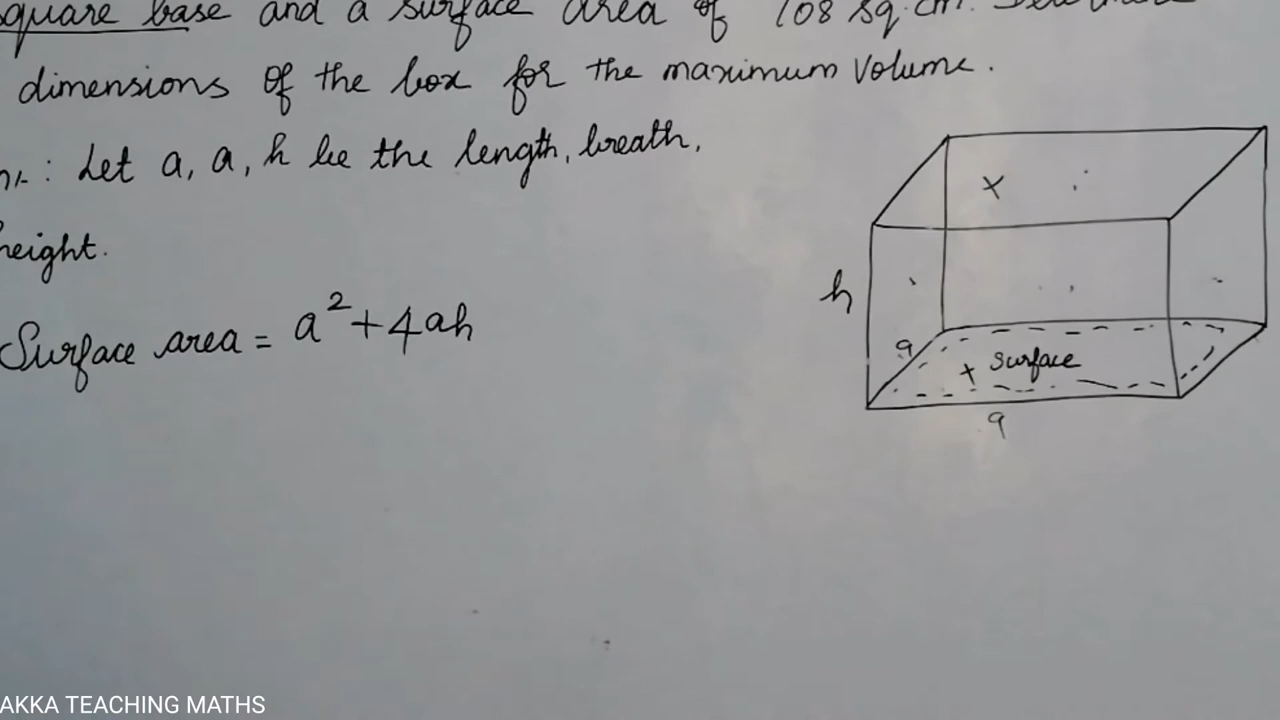 square base and a surface area of 108 sq.cm.
dimensions of the box for the maximum volume.
: Let a, a, h be the length, breath,
height.
Surface area = a² + 4ah
h
a
x surface
a
x
AKKA TEACHING MATHS